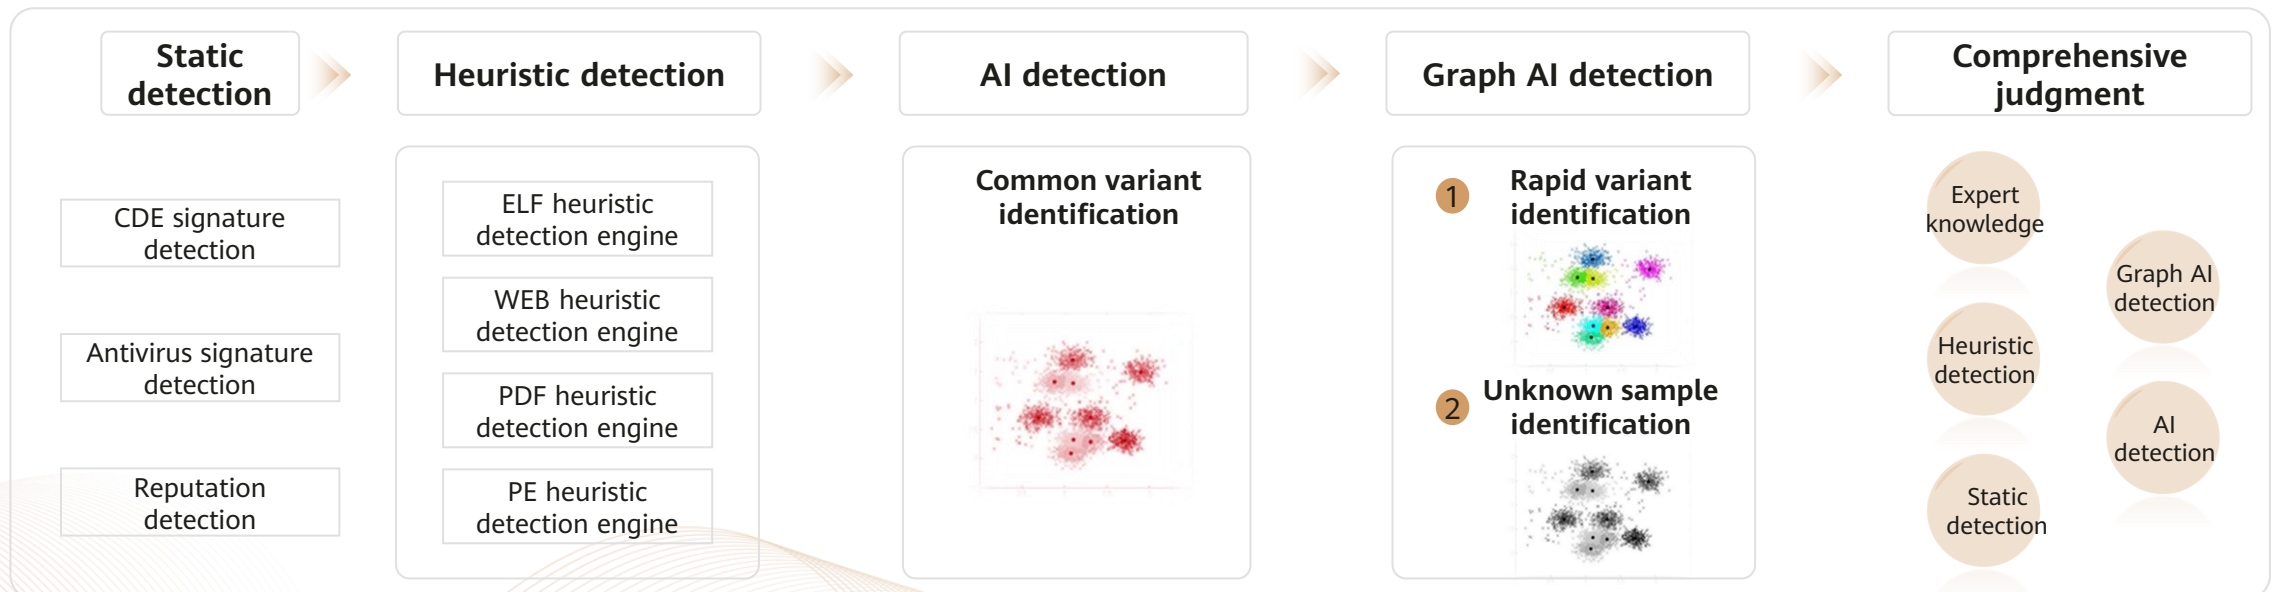 Static
detection
Heuristic detection
AI detection
Graph AI detection
Comprehensive
judgment
CDE signature
detection
Antivirus signature
detection
Reputation
detection
ELF heuristic
detection engine
WEB heuristic
detection engine
PDF heuristic
detection engine
PE heuristic
detection engine
Common variant
identification
1
Rapid variant
identification
2
Unknown sample
identification
Expert
knowledge
Graph AI
detection
Heuristic
detection
AI
detection
Static
detection